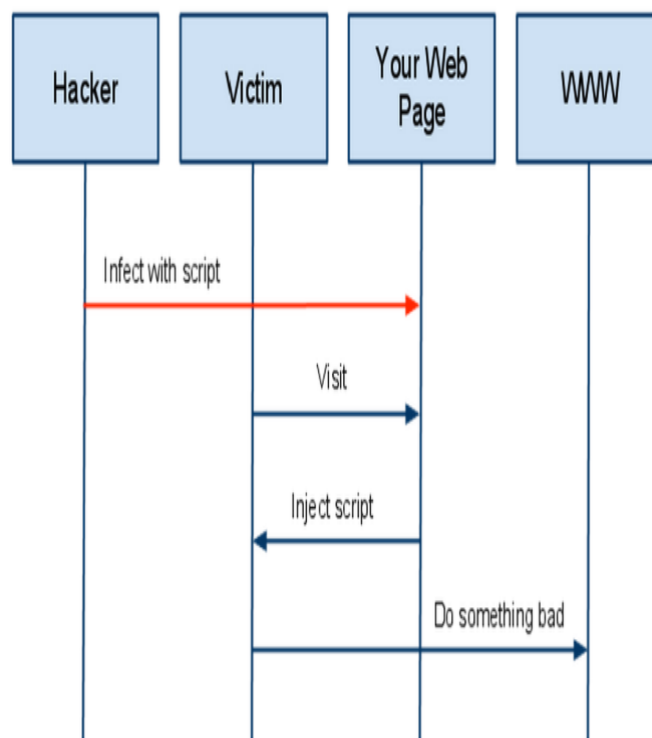 Hacker
Victim
Your Web
Page
WWW
Infect with script
Visit
Inject script
Do something bad